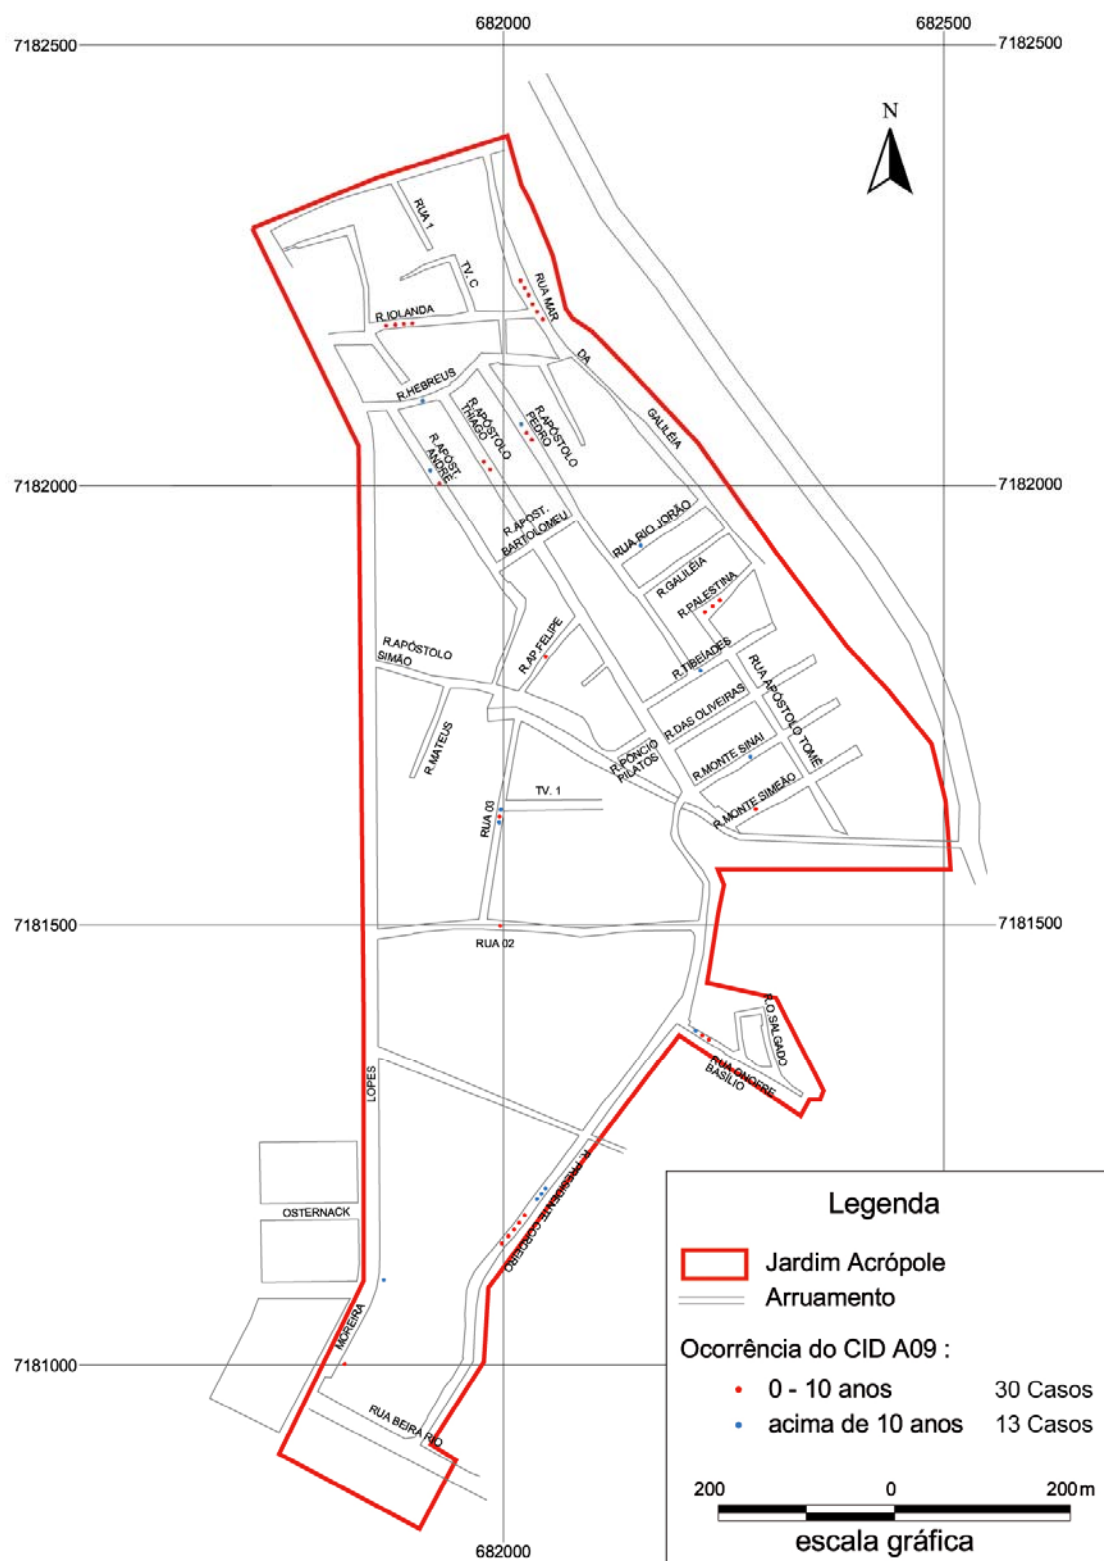 682000
682500
7182500
7182500
N
RUA 1
TV. C
RUA MAR
R.IOLANDA
DA
R.HEBREUS
GALILÉIA
R.APÓSTOLO
THIAGO
R.APÓSTOLO
PEDRO
R.APÓST.
ANDRÉ
7182000
7182000
R.APÓST.
BARTOLOMEU
RUA RIO JORÃO
R.GALILÉIA
R.PALESTINA
R.APÓSTOLO
SIMÃO
R.AP.FELIPE
R.TIBEÍADES
RUA APÓSTOLO TOMÉ
R.DAS OLIVEIRAS
R.MATEUS
R.PÔNCIO
PILATOS
R.MONTE SINAI
TV. 1
R.MONTE SIMEÃO
RUA 03
7181500
7181500
RUA 02
R.O.SALGADO
RUA ONOFRE
BASÍLIO
LOPES
R. PRESIDENTE CORDEIRO
OSTERNACK
MOREIRA
7181000
RUA BEIRA RIO
682000
Legenda
Jardim Acrópole
Arruamento
Ocorrência do CID A09 :
0 - 10 anos 30 Casos
acima de 10 anos 13 Casos
200 0 200m
escala gráfica